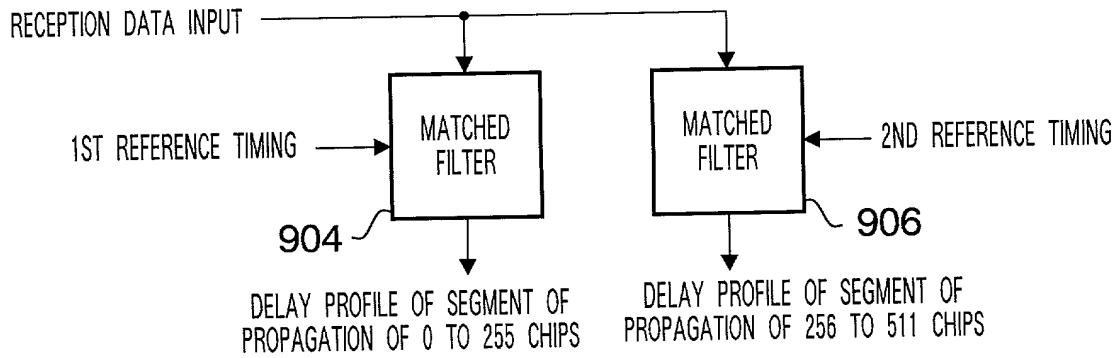 RECEPTION DATA INPUT
MATCHED
FILTER
MATCHED
FILTER
1ST REFERENCE TIMING
2ND REFERENCE TIMING
904
906
DELAY PROFILE OF SEGMENT OF
PROPAGATION OF 0 TO 255 CHIPS
DELAY PROFILE OF SEGMENT OF
PROPAGATION OF 256 TO 511 CHIPS